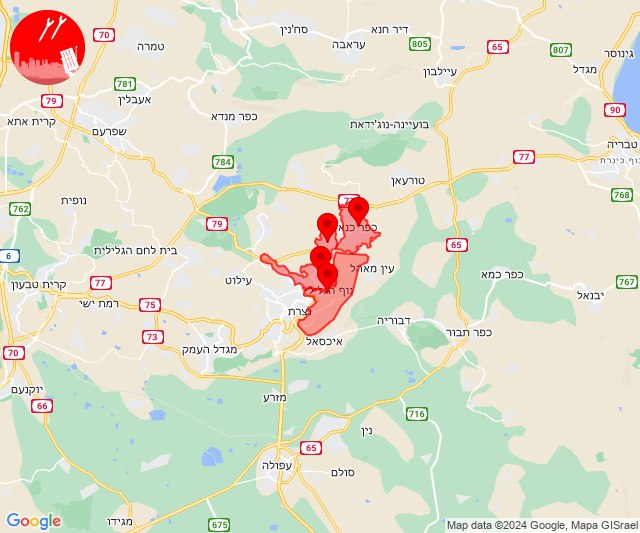 70
סח'נין
דיר חנא
805
65
807
גינוסר
טמרה
עראבה
עיילבון
מגדל
781
אעבלין
79
כפר מנדא
90
קרית אתא
שפרעם
בועיינה-נוג'ידאת
טבריה
784
77
טורעאן
768
נופית
762
79
כפר כנא
6
בית לחם הגלילית
65
77
עילוט
עין מאהל
כפר כמא
767
קרית טבעון
נוף הגליל
יבנאל
רמת ישי
75
נצרת
דבוריה
73
כפר תבור
70
מגדל העמק
איכסאל
יוקנעם
מזרע
66
716
נין
65
עפולה
סולם
675
מגידו
Google
Map data ©2024 Google, Mapa GISrael